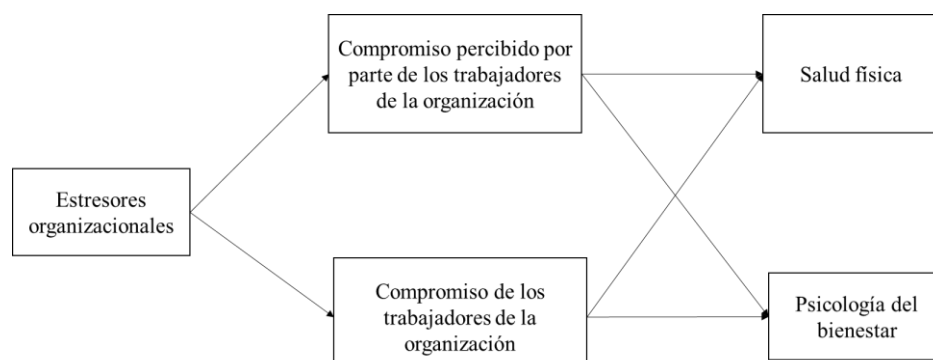 Compromiso percibido por
parte de los trabajadores
de la organización
Salud física
Estresores
organizacionales
Compromiso de los
trabajadores de la
organización
Psicología del
bienestar